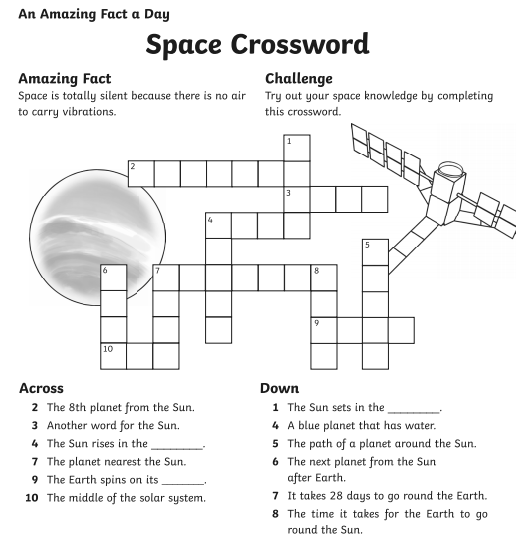 An Amazing Fact a Day
Space Crossword
Amazing Fact
Space is totally silent because there is no air
to carry vibrations.
Challenge
Try out your space knowledge by completing
this crossword.
1
2
3
4
5
6 7 8
9
10
Across
2 The 8th planet from the Sun.
3 Another word for the Sun.
4 The Sun rises in the ________.
7 The planet nearest the Sun.
9 The Earth spins on its _______.
10 The middle of the solar system.
Down
1 The Sun sets in the ________.
4 A blue planet that has water.
5 The path of a planet around the Sun.
6 The next planet from the Sun
after Earth.
7 It takes 28 days to go round the Earth.
8 The time it takes for the Earth to go
round the Sun.